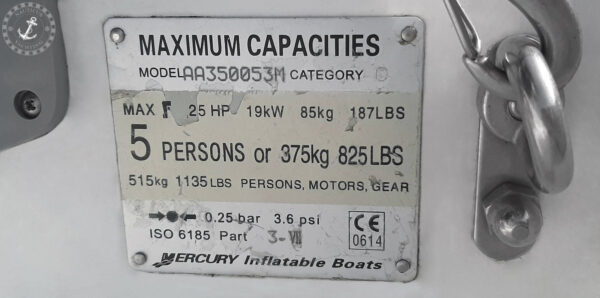 MAXIMUM CAPACITIES
MODEL AA350053M CATEGORY C
MAX 25 HP 19kW 85kg 187LBS
5 PERSONS or 375kg 825LBS
515kg 1135LBS PERSONS, MOTORS, GEAR
0.25 bar 3.6 psi
CE
0614
ISO 6185 Part 3-VII
MERCURY Inflatable Boats